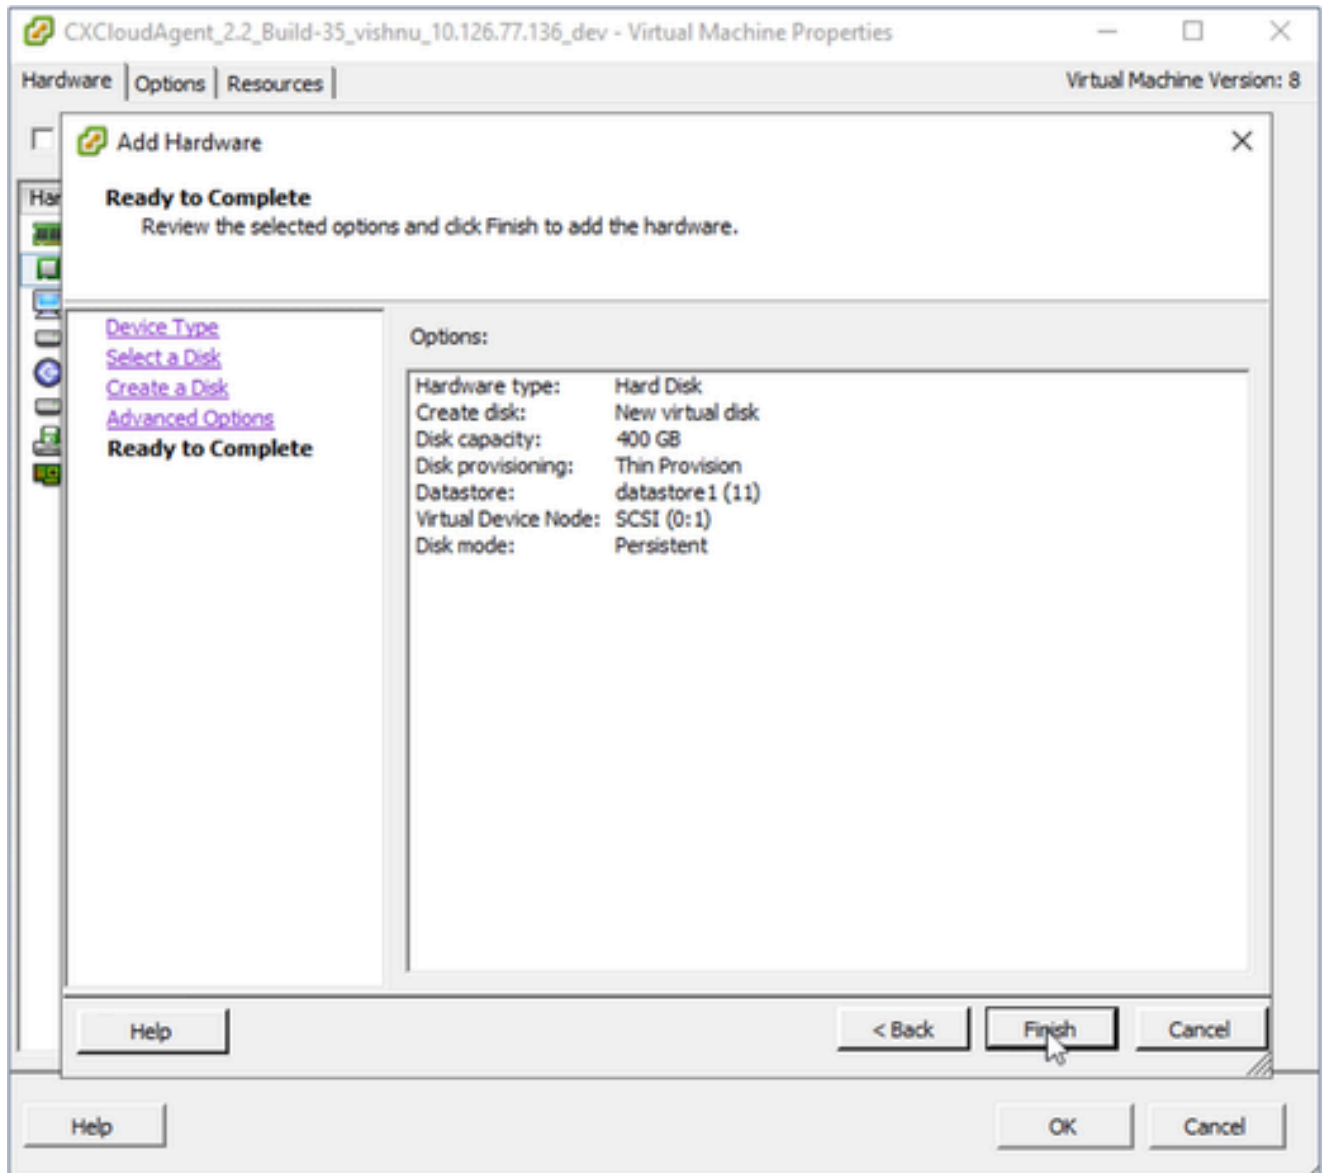 CXCloudAgent_2.2_Build-35_vishnu_10.126.77.136_dev - Virtual Machine Properties
Hardware Options Resources Virtual Machine Version: 8
Add Hardware
Har
Ready to Complete
Review the selected options and click Finish to add the hardware.
Device Type
Select a Disk
Create a Disk
Advanced Options
Ready to Complete
Options:
Hardware type: Hard Disk
Create disk: New virtual disk
Disk capacity: 400 GB
Disk provisioning: Thin Provision
Datastore: datastore1 (11)
Virtual Device Node: SCSI (0:1)
Disk mode: Persistent
Help < Back Finish Cancel
Help OK Cancel